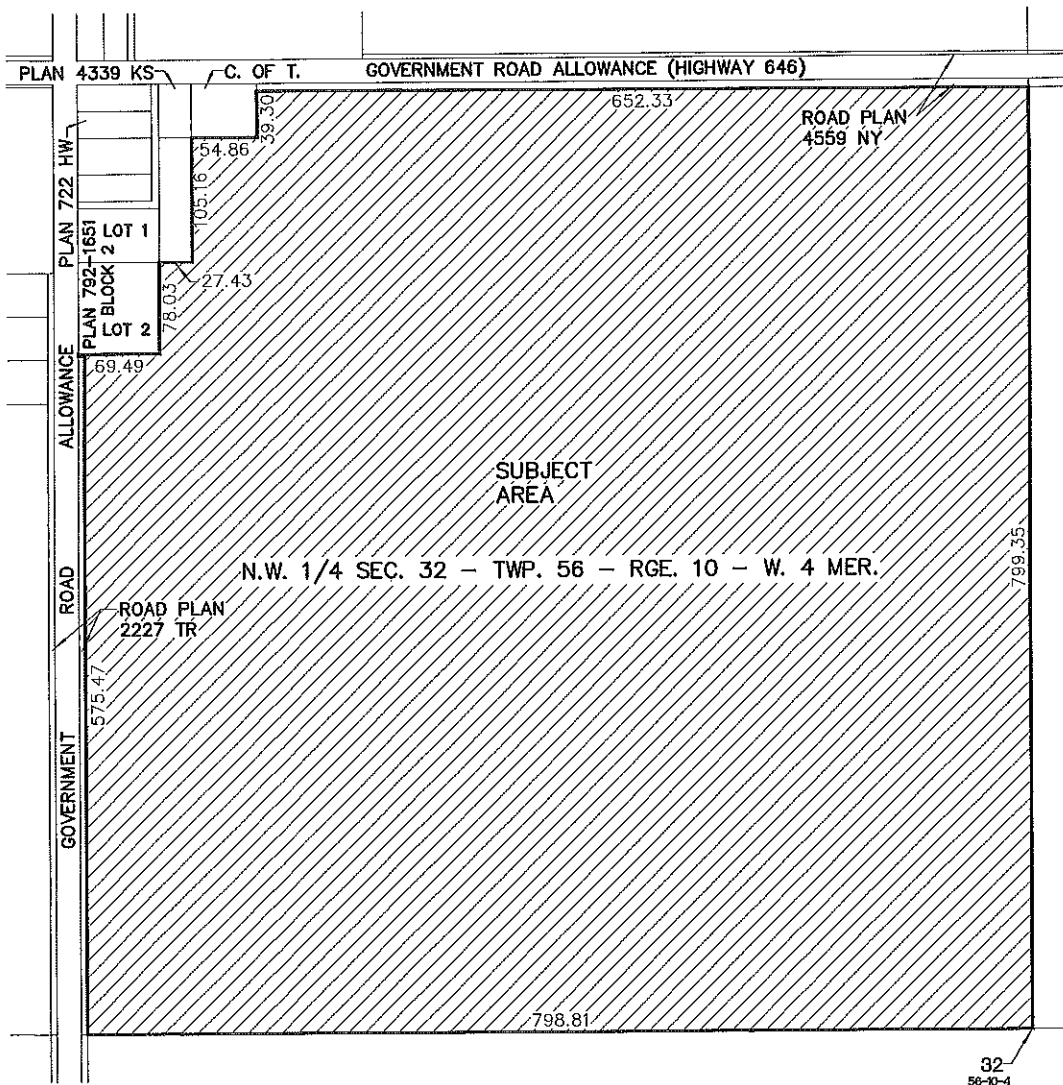 PLAN 4339 KS
C. OF T.
GOVERNMENT ROAD ALLOWANCE (HIGHWAY 646)
652.33
39.30
ROAD PLAN
4559 NY
54.86
105.16
PLAN 722 HW
PLAN 792-1651
BLOCK 2
LOT 1
27.43
78.03
LOT 2
69.49
GOVERNMENT ROAD ALLOWANCE
SUBJECT
AREA
799.35
N.W. 1/4 SEC. 32 - TWP. 56 - RGE. 10 - W. 4 MER.
ROAD PLAN
2227 TR
575.47
798.81
32
56-10-4